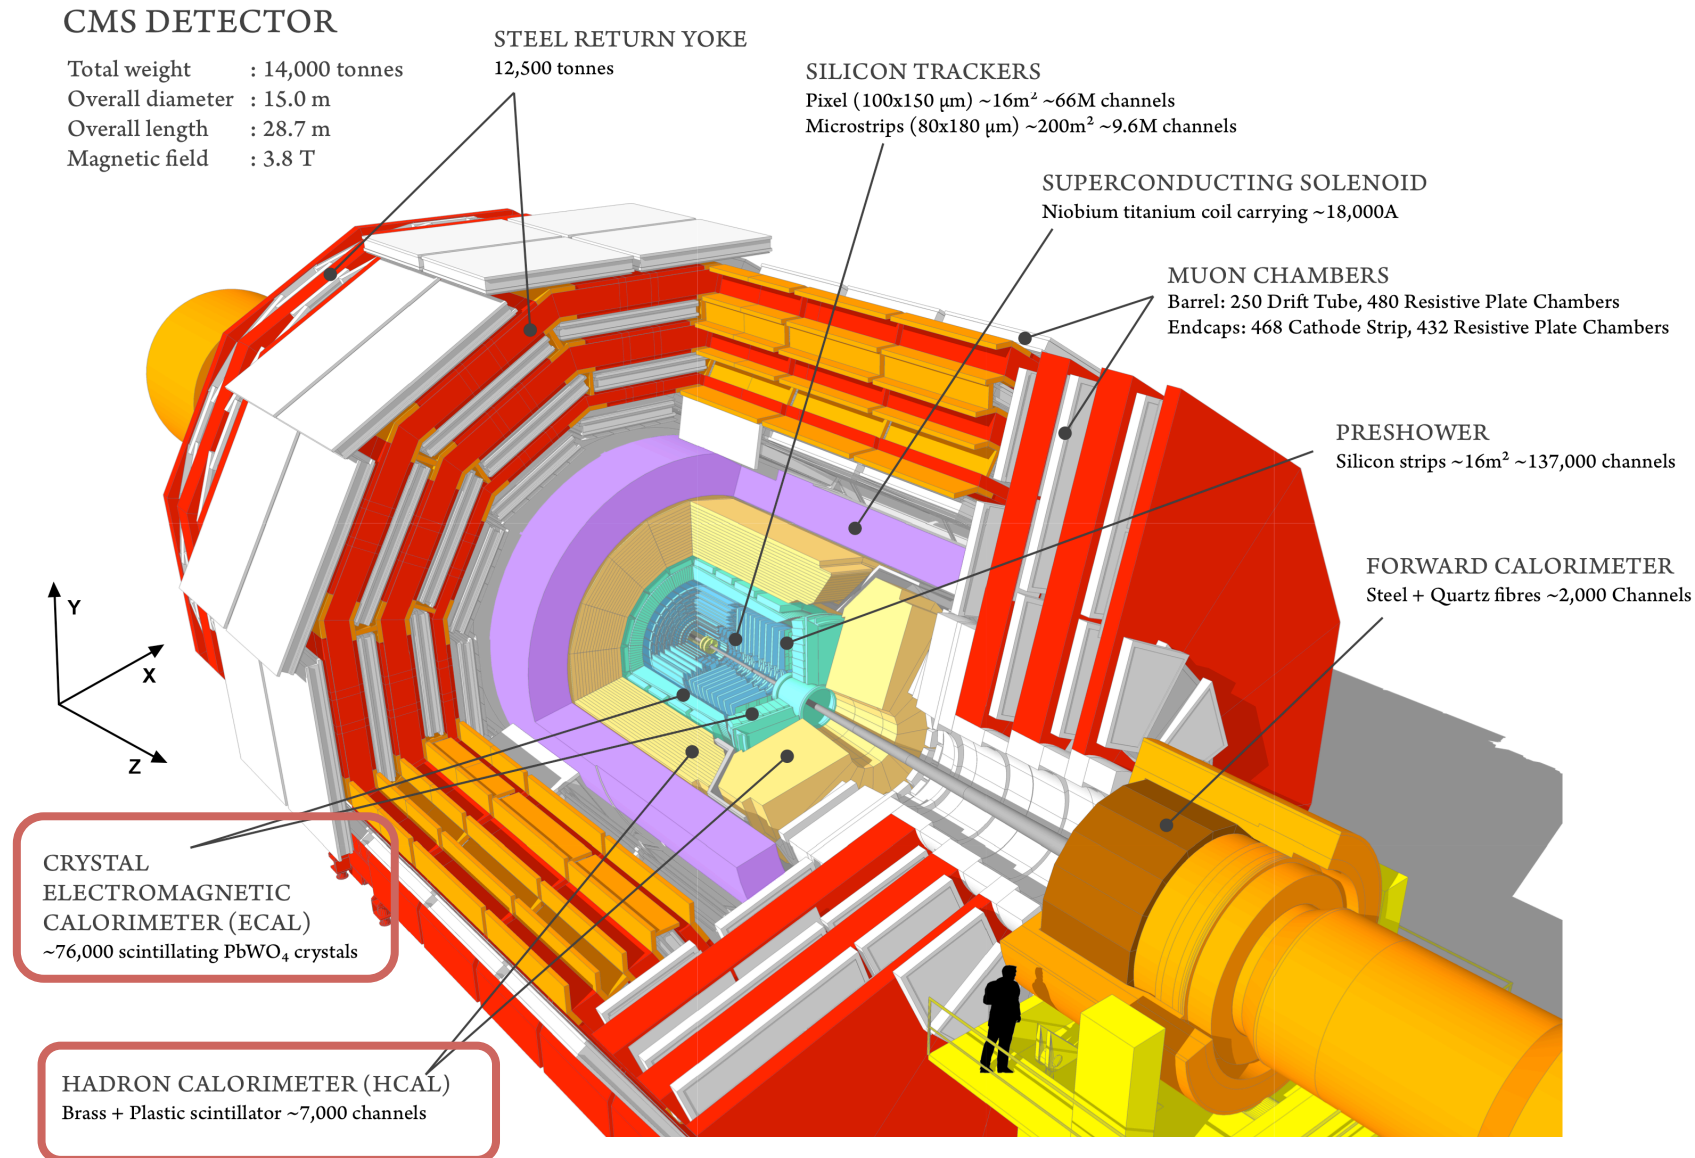 CMS DETECTOR
Total weight : 14,000 tonnes
Overall diameter : 15.0 m
Overall length : 28.7 m
Magnetic field : 3.8 T
STEEL RETURN YOKE
12,500 tonnes
SILICON TRACKERS
Pixel (100x150 μm) ~16m² ~66M channels
Microstrips (80x180 μm) ~200m² ~9.6M channels
SUPERCONDUCTING SOLENOID
Niobium titanium coil carrying ~18,000A
MUON CHAMBERS
Barrel: 250 Drift Tube, 480 Resistive Plate Chambers
Endcaps: 468 Cathode Strip, 432 Resistive Plate Chambers
PRESHOWER
Silicon strips ~16m² ~137,000 channels
FORWARD CALORIMETER
Steel + Quartz fibres ~2,000 Channels
Y
X
Z
CRYSTAL
ELECTROMAGNETIC
CALORIMETER (ECAL)
~76,000 scintillating PbWO₄ crystals
HADRON CALORIMETER (HCAL)
Brass + Plastic scintillator ~7,000 channels